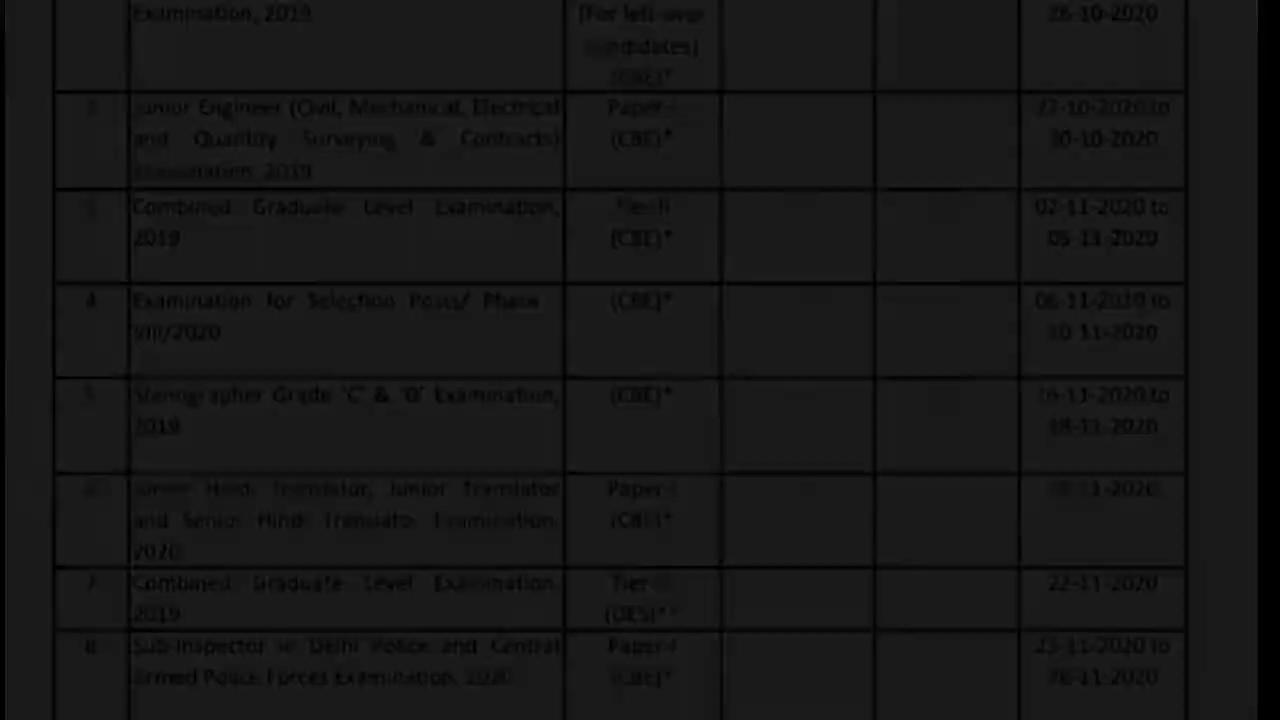 Examination, 2019
(For left-over
candidates)
(CBE)*
26-10-2020
Junior Engineer (Civil, Mechanical, Electrical
and Quantity Surveying & Contracts)
Examination, 2019
Paper-I
(CBE)*
27-10-2020 to
30-10-2020
Combined Graduate Level Examination,
2019
Tier-II
(CBE)*
02-11-2020 to
05-11-2020
4
Examination for Selection Posts/ Phase
VIII/2020
(CBE)*
06-11-2020 to
10-11-2020
5
Stenographer Grade 'C' & 'D' Examination,
2019
(CBE)*
16-11-2020 to
18-11-2020
Junior Hindi Translator, Junior Translator
and Senior Hindi Translator Examination,
2020
Paper-I
(CBE)*
-11-2020
7
Combined Graduate Level Examination,
2019
Tier-
(DES)**
22-11-2020
8
Sub-Inspector in Delhi Police and Central
Armed Police Forces Examination, 2020
Paper-I
(CBE)*
23-11-2020 to
26-11-2020